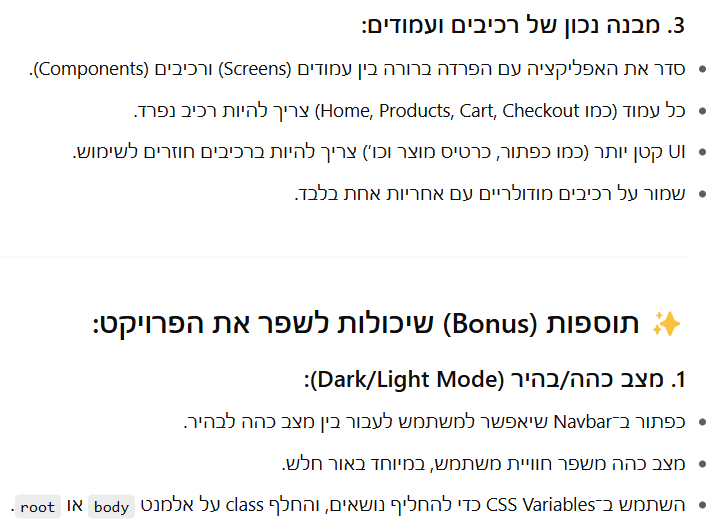 3. מבנה נכון של רכיבים ועמודים:
• סדר את האפליקציה עם הפרדה ברורה בין עמודים (Screens) ורכיבים (Components).
• כל עמוד (כמו Home, Products, Cart, Checkout) צריך להיות רכיב נפרד.
• UI קטן יותר (כמו כפתור, כרטיס מוצר וכו') צריך להיות ברכיבים חוזרים לשימוש.
• שמור על רכיבים מודולריים עם אחריות אחת בלבד.
✨ תוספות (Bonus) שיכולות לשפר את הפרויקט:
1. מצב כהה/בהיר (Dark/Light Mode):
• כפתור ב־Navbar שיאפשר למשתמש לעבור בין מצב כהה לבהיר.
• מצב כהה משפר חוויית משתמש, במיוחד באור חלש.
• השתמש ב־CSS Variables כדי להחליף נושאים, והחלף class על אלמנט body או root.